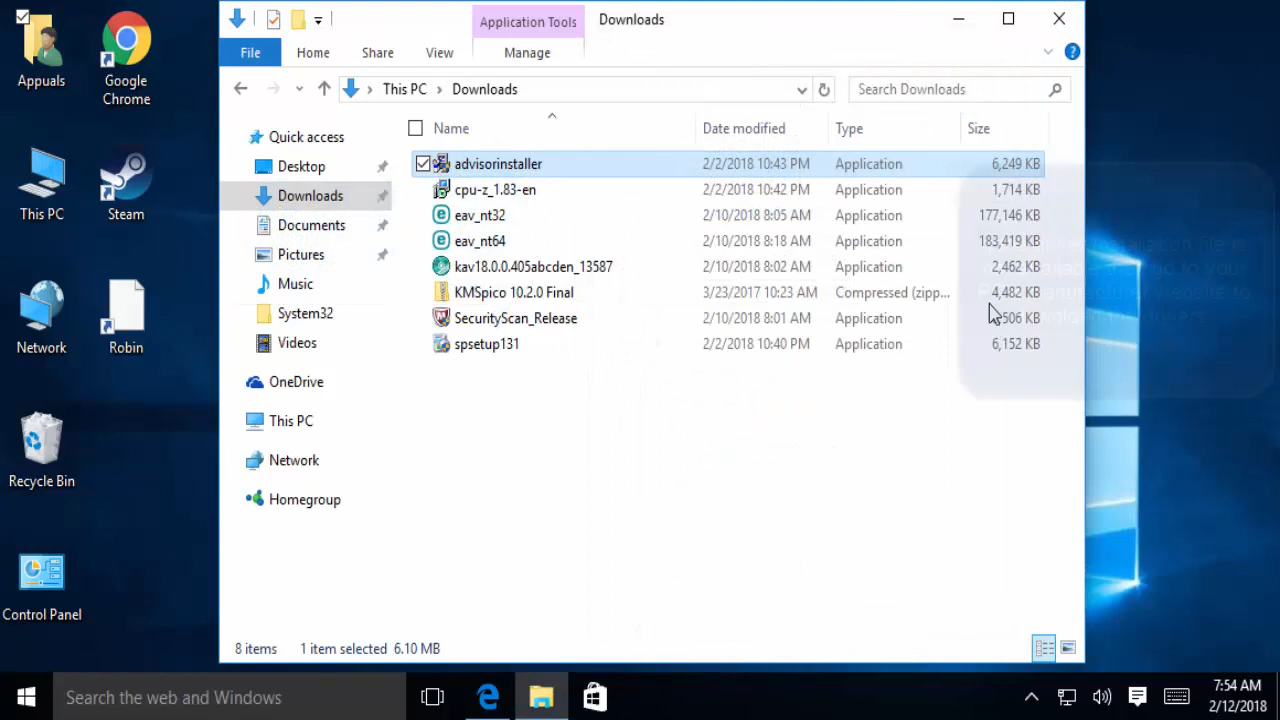 Appuals
Google
Chrome
This PC
Steam
Network
Robin
Recycle Bin
Control Panel
Application Tools
Downloads
File
Home
Share
View
Manage
This PC
Downloads
Search Downloads
Quick access
Desktop
Downloads
Documents
Pictures
Music
System32
Videos
OneDrive
This PC
Network
Homegroup
Name
Date modified
Type
Size
advisorinstaller 2/2/2018 10:43 PM Application 6,249 KB
cpu-z_1.83-en 2/2/2018 10:42 PM Application 1,714 KB
eav_nt32 2/10/2018 8:05 AM Application 177,146 KB
eav_nt64 2/10/2018 8:18 AM Application 183,419 KB
kav18.0.0.405abcden_13587 2/10/2018 8:02 AM Application 2,462 KB
KMSpico 10.2.0 Final 3/23/2017 10:23 AM Compressed (zipp... 4,482 KB
SecurityScan_Release 2/10/2018 8:01 AM Application 506 KB
spsetup131 2/2/2018 10:40 PM Application 6,152 KB
8 items 1 item selected 6.10 MB
Search the web and Windows
7:54 AM
2/12/2018